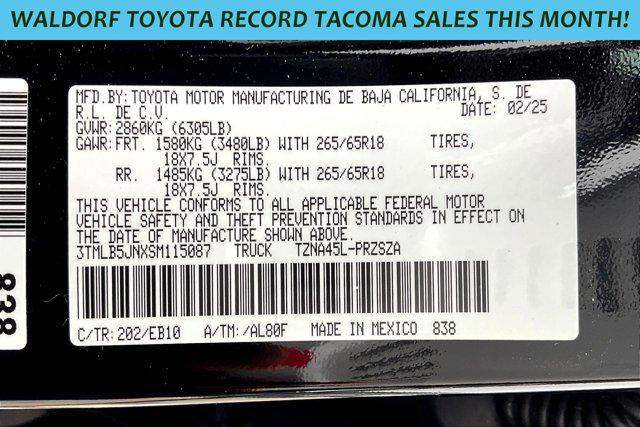 WALDORF TOYOTA RECORD TACOMA SALES THIS MONTH!
MFD.BY:TOYOTA MOTOR MANUFACTURING DE BAJA CALIFORNIA, S. DE
R.L. DE C.V. DATE: 02/25
GVWR:2860KG (6305LB)
GAWR:FRT. 1580KG (3480LB) WITH 265/65R18 TIRES,
18X7.5J RIMS.
RR. 1485KG (3275LB) WITH 265/65R18 TIRES,
18X7.5J RIMS.
THIS VEHICLE CONFORMS TO ALL APPLICABLE FEDERAL MOTOR
VEHICLE SAFETY AND THEFT PREVENTION STANDARDS IN EFFECT ON
THE DATE OF MANUFACTURE SHOWN ABOVE.
3TMLB5JNXSM115087 TRUCK TZNA45L-PRZSZA
C/TR:202/EB10 A/TM:/AL80F MADE IN MEXICO 838
838